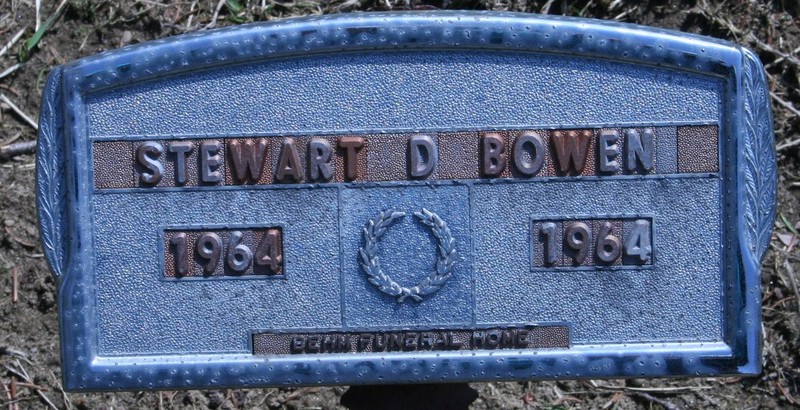 STEWART D BOWEN
1964 1964
BEHN FUNERAL HOME